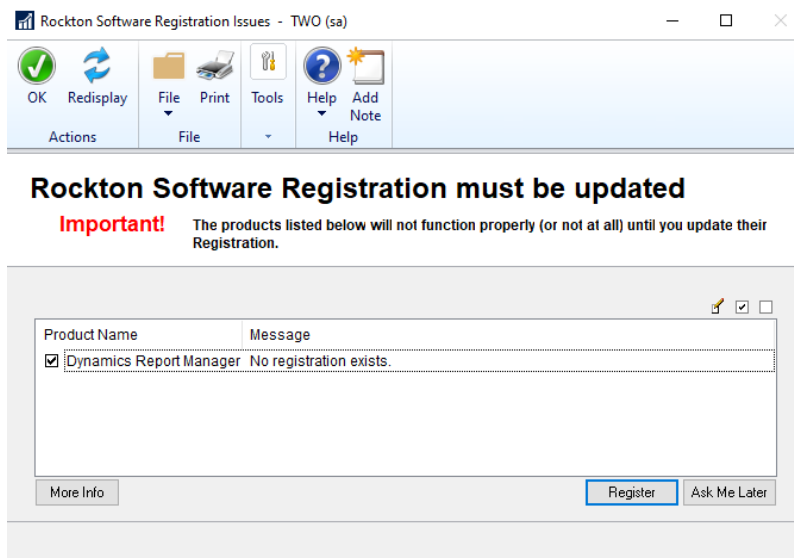 Rockton Software Registration Issues - TWO (sa)
OK Redisplay File Print Tools Help Add Note
Actions File Help
Rockton Software Registration must be updated
Important! The products listed below will not function properly (or not at all) until you update their
Registration.
Product Name Message
Dynamics Report Manager No registration exists.
More Info Register Ask Me Later